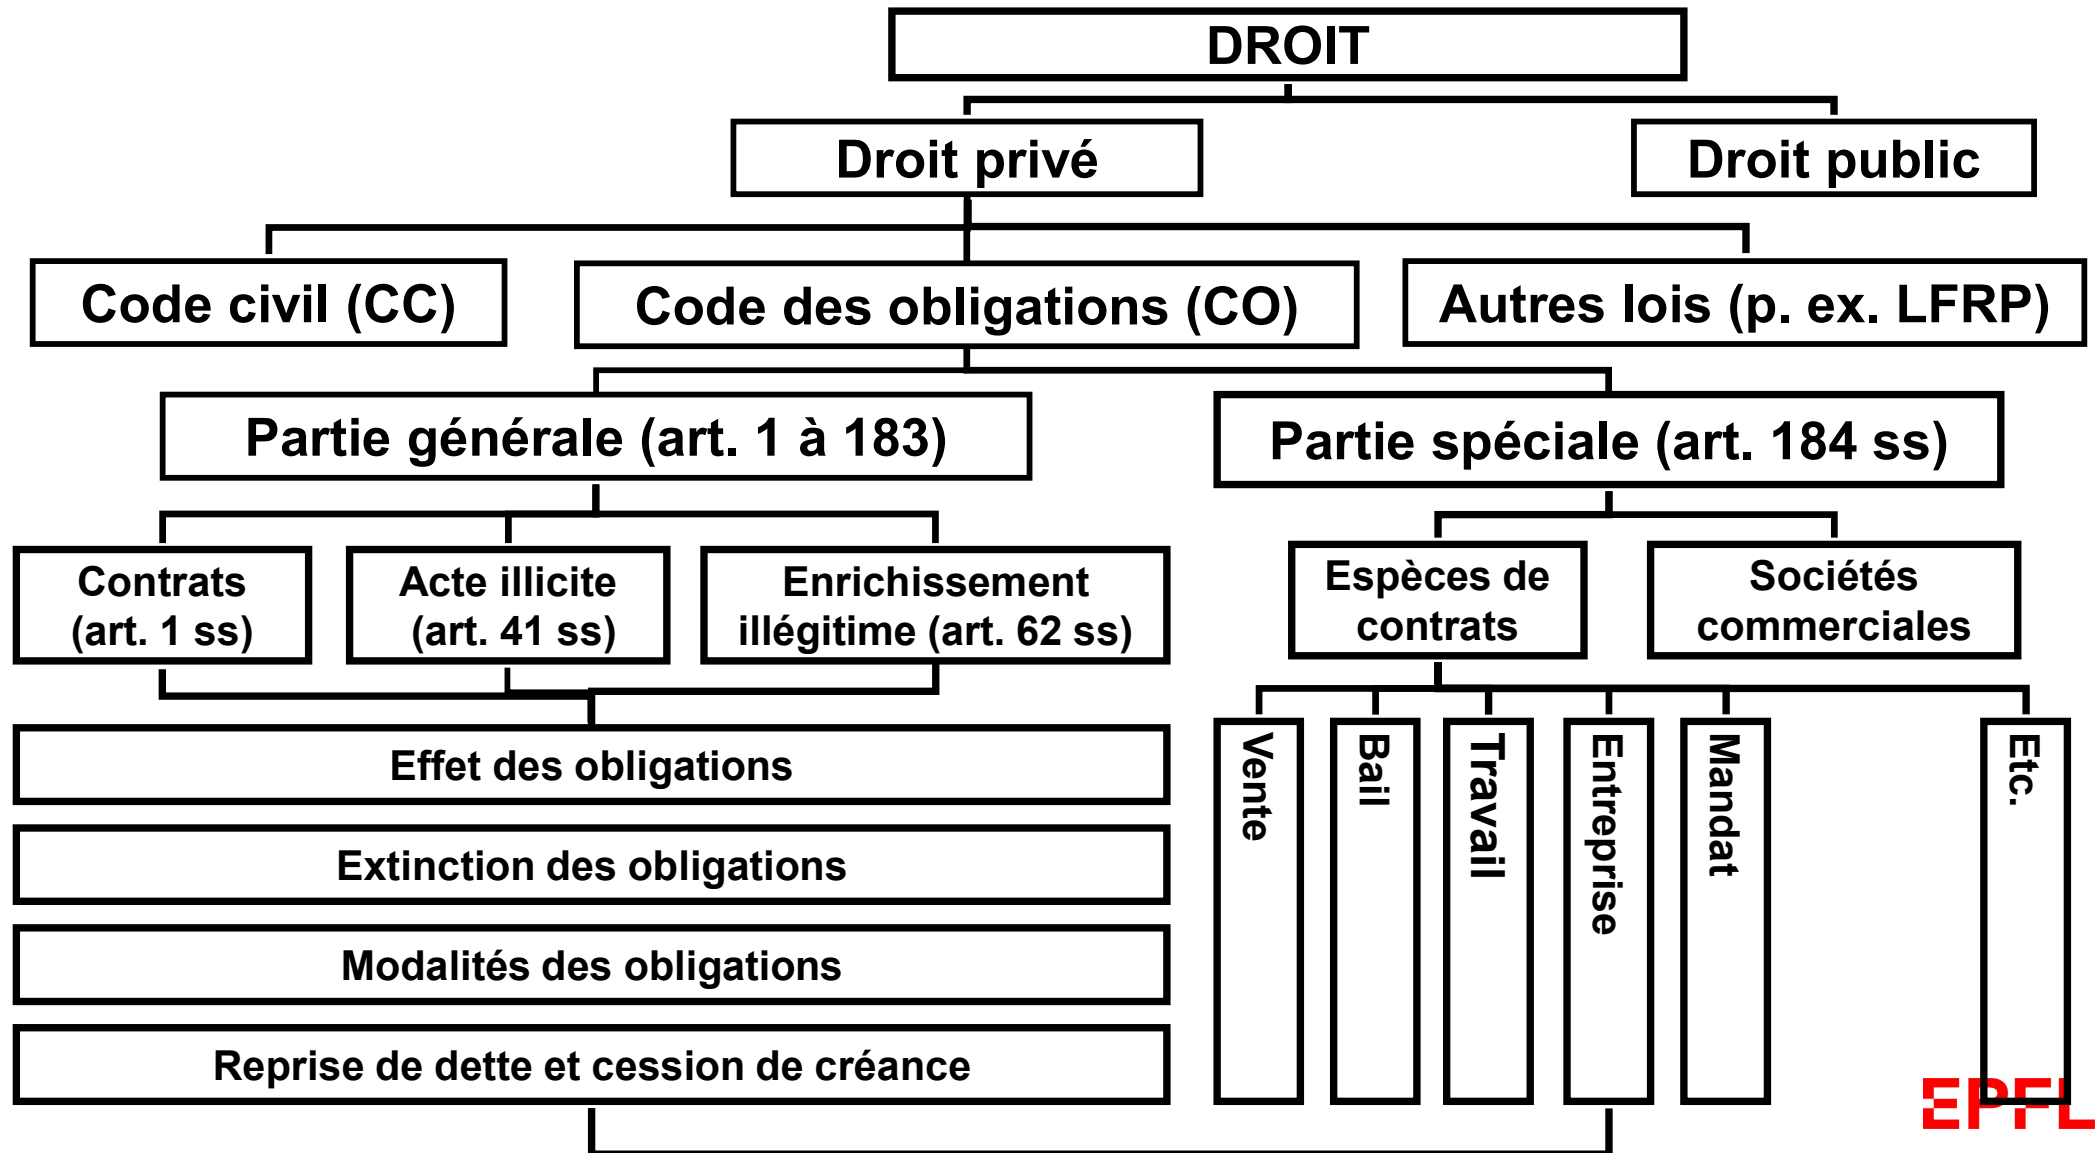 DROIT
Droit privé
Droit public
Code civil (CC)
Code des obligations (CO)
Autres lois (p. ex. LFRP)
Partie générale (art. 1 à 183)
Partie spéciale (art. 184 ss)
Contrats
(art. 1 ss)
Acte illicite
(art. 41 ss)
Enrichissement
illégitime (art. 62 ss)
Espèces de
contrats
Sociétés
commerciales
Effet des obligations
Extinction des obligations
Modalités des obligations
Reprise de dette et cession de créance
Vente
Bail
Travail
Entreprise
Mandat
Etc.
EPFL